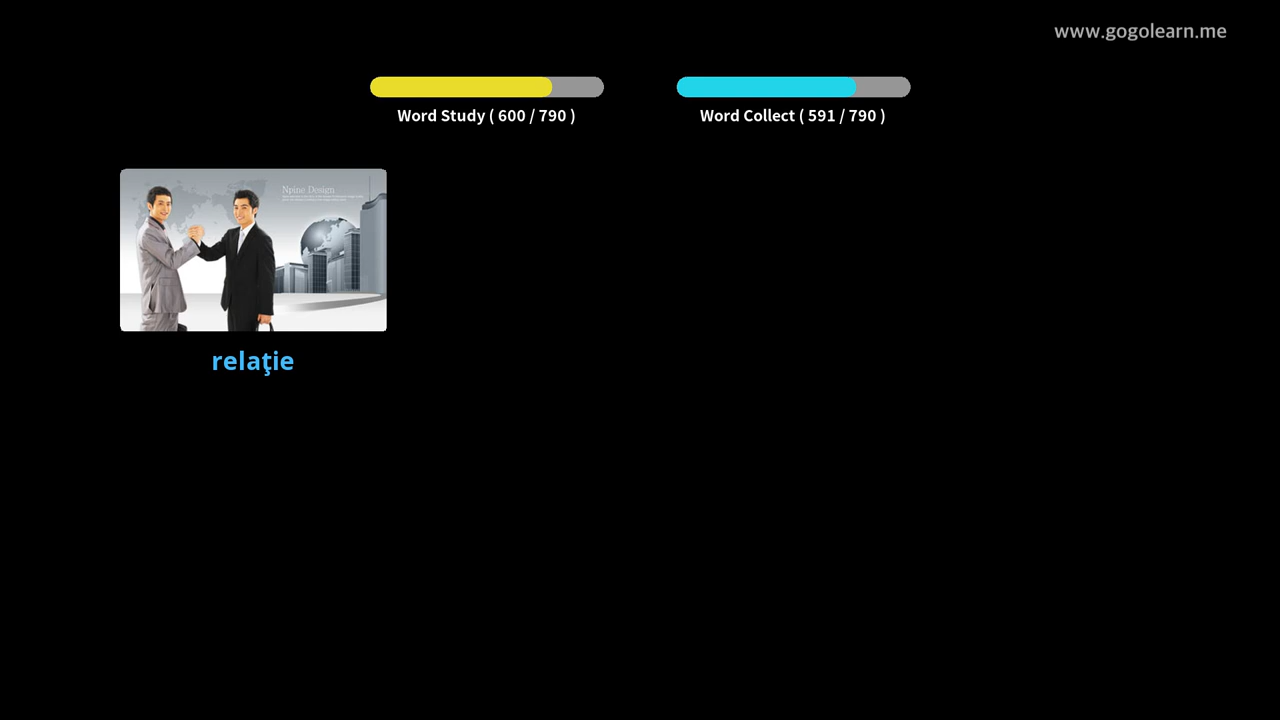 www.gogolearn.me
Word Study ( 600 / 790 )
Word Collect ( 591 / 790 )
Npine Design
relaţie